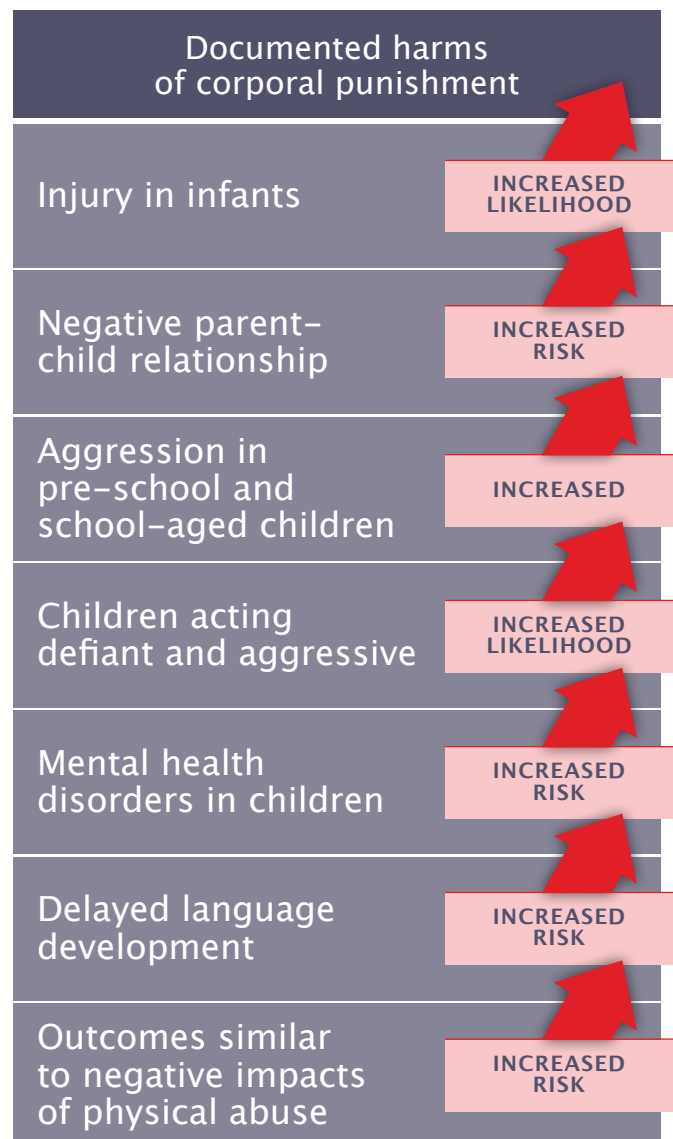 Documented harms
of corporal punishment
Injury in infants
INCREASED
LIKELIHOOD
Negative parent–
child relationship
INCREASED
RISK
Aggression in
pre–school and
school–aged children
INCREASED
Children acting
defiant and aggressive
INCREASED
LIKELIHOOD
Mental health
disorders in children
INCREASED
RISK
Delayed language
development
INCREASED
RISK
Outcomes similar
to negative impacts
of physical abuse
INCREASED
RISK